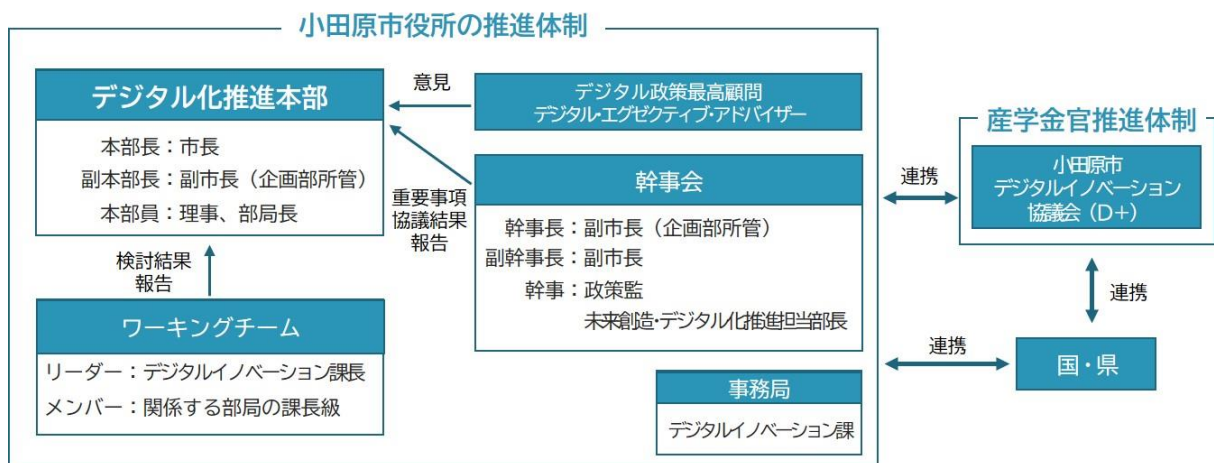 小田原市役所の推進体制
デジタル化推進本部
本部長：市長
副本部長：副市長（企画部所管）
本部員：理事、部局長
意見
デジタル政策最高顧問
デジタル・エグゼクティブ・アドバイザー
重要事項
協議結果
報告
幹事会
幹事長：副市長（企画部所管）
副幹事長：副市長
幹事：政策監
未来創造・デジタル化推進担当部長
検討結果
報告
ワーキングチーム
リーダー：デジタルイノベーション課長
メンバー：関係する部局の課長級
事務局
デジタルイノベーション課
連携
産学金官推進体制
小田原市
デジタルイノベーション
協議会（D+）
連携
連携
国・県